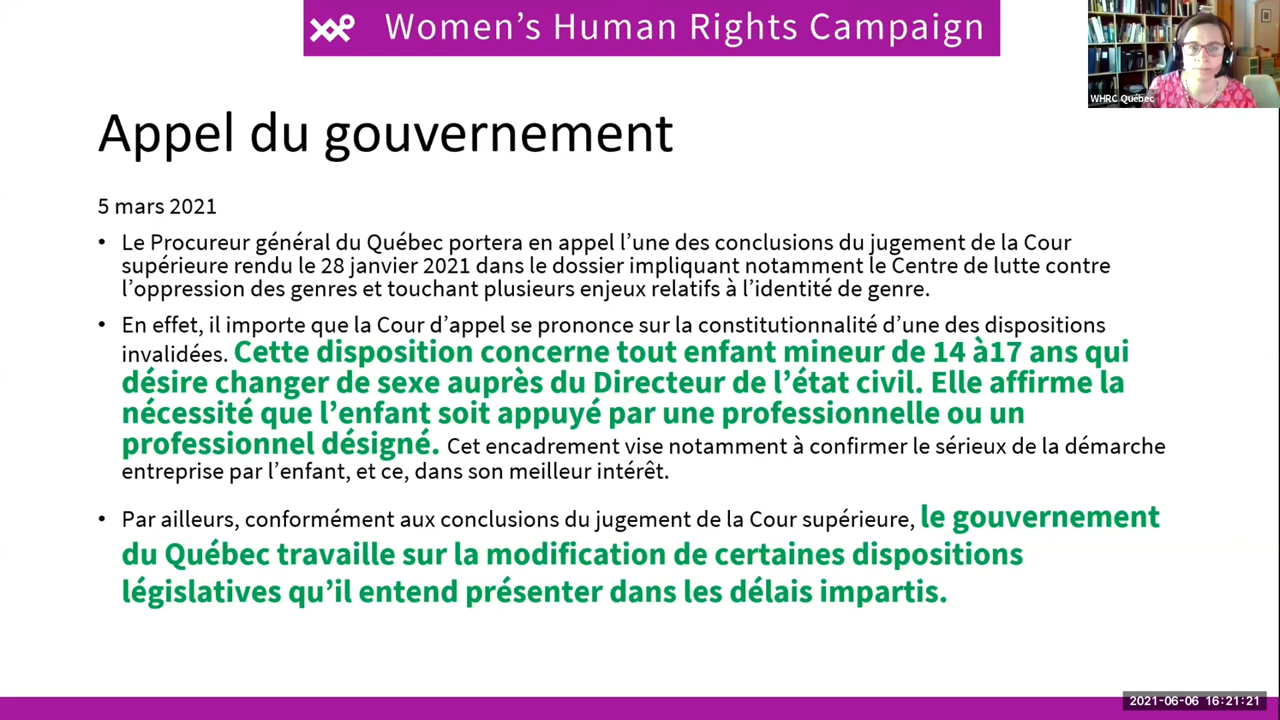 Women's Human Rights Campaign
WHRC Québec
Appel du gouvernement
5 mars 2021
• Le Procureur général du Québec portera en appel l'une des conclusions du jugement de la Cour
supérieure rendu le 28 janvier 2021 dans le dossier impliquant notamment le Centre de lutte contre
l'oppression des genres et touchant plusieurs enjeux relatifs à l'identité de genre.
• En effet, il importe que la Cour d'appel se prononce sur la constitutionnalité d'une des dispositions
invalidées. Cette disposition concerne tout enfant mineur de 14 à17 ans qui
désire changer de sexe auprès du Directeur de l'état civil. Elle affirme la
nécessité que l'enfant soit appuyé par une professionnelle ou un
professionnel désigné. Cet encadrement vise notamment à confirmer le sérieux de la démarche
entreprise par l'enfant, et ce, dans son meilleur intérêt.
• Par ailleurs, conformément aux conclusions du jugement de la Cour supérieure, le gouvernement
du Québec travaille sur la modification de certaines dispositions
législatives qu'il entend présenter dans les délais impartis.
2021-06-06 16:21:21